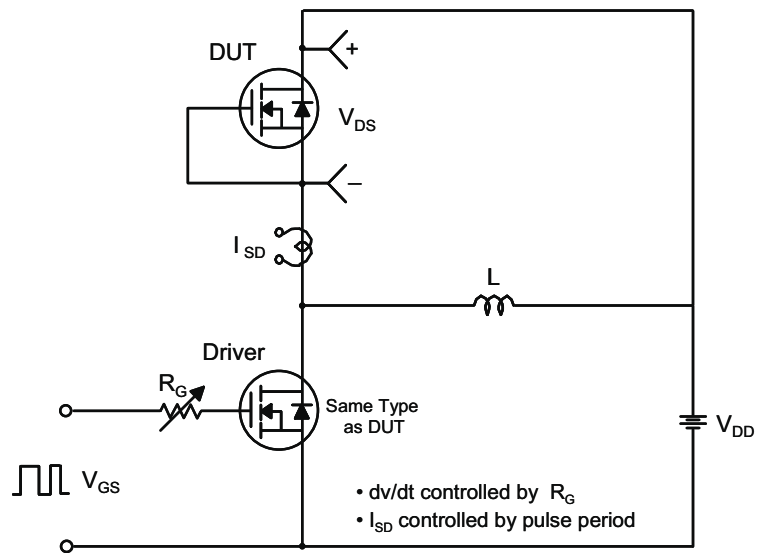 DUT
+
V_DS
–
I_SD
L
Driver
R_G
Same Type
as DUT
V_DD
V_GS
• dv/dt controlled by R_G
• I_SD controlled by pulse period